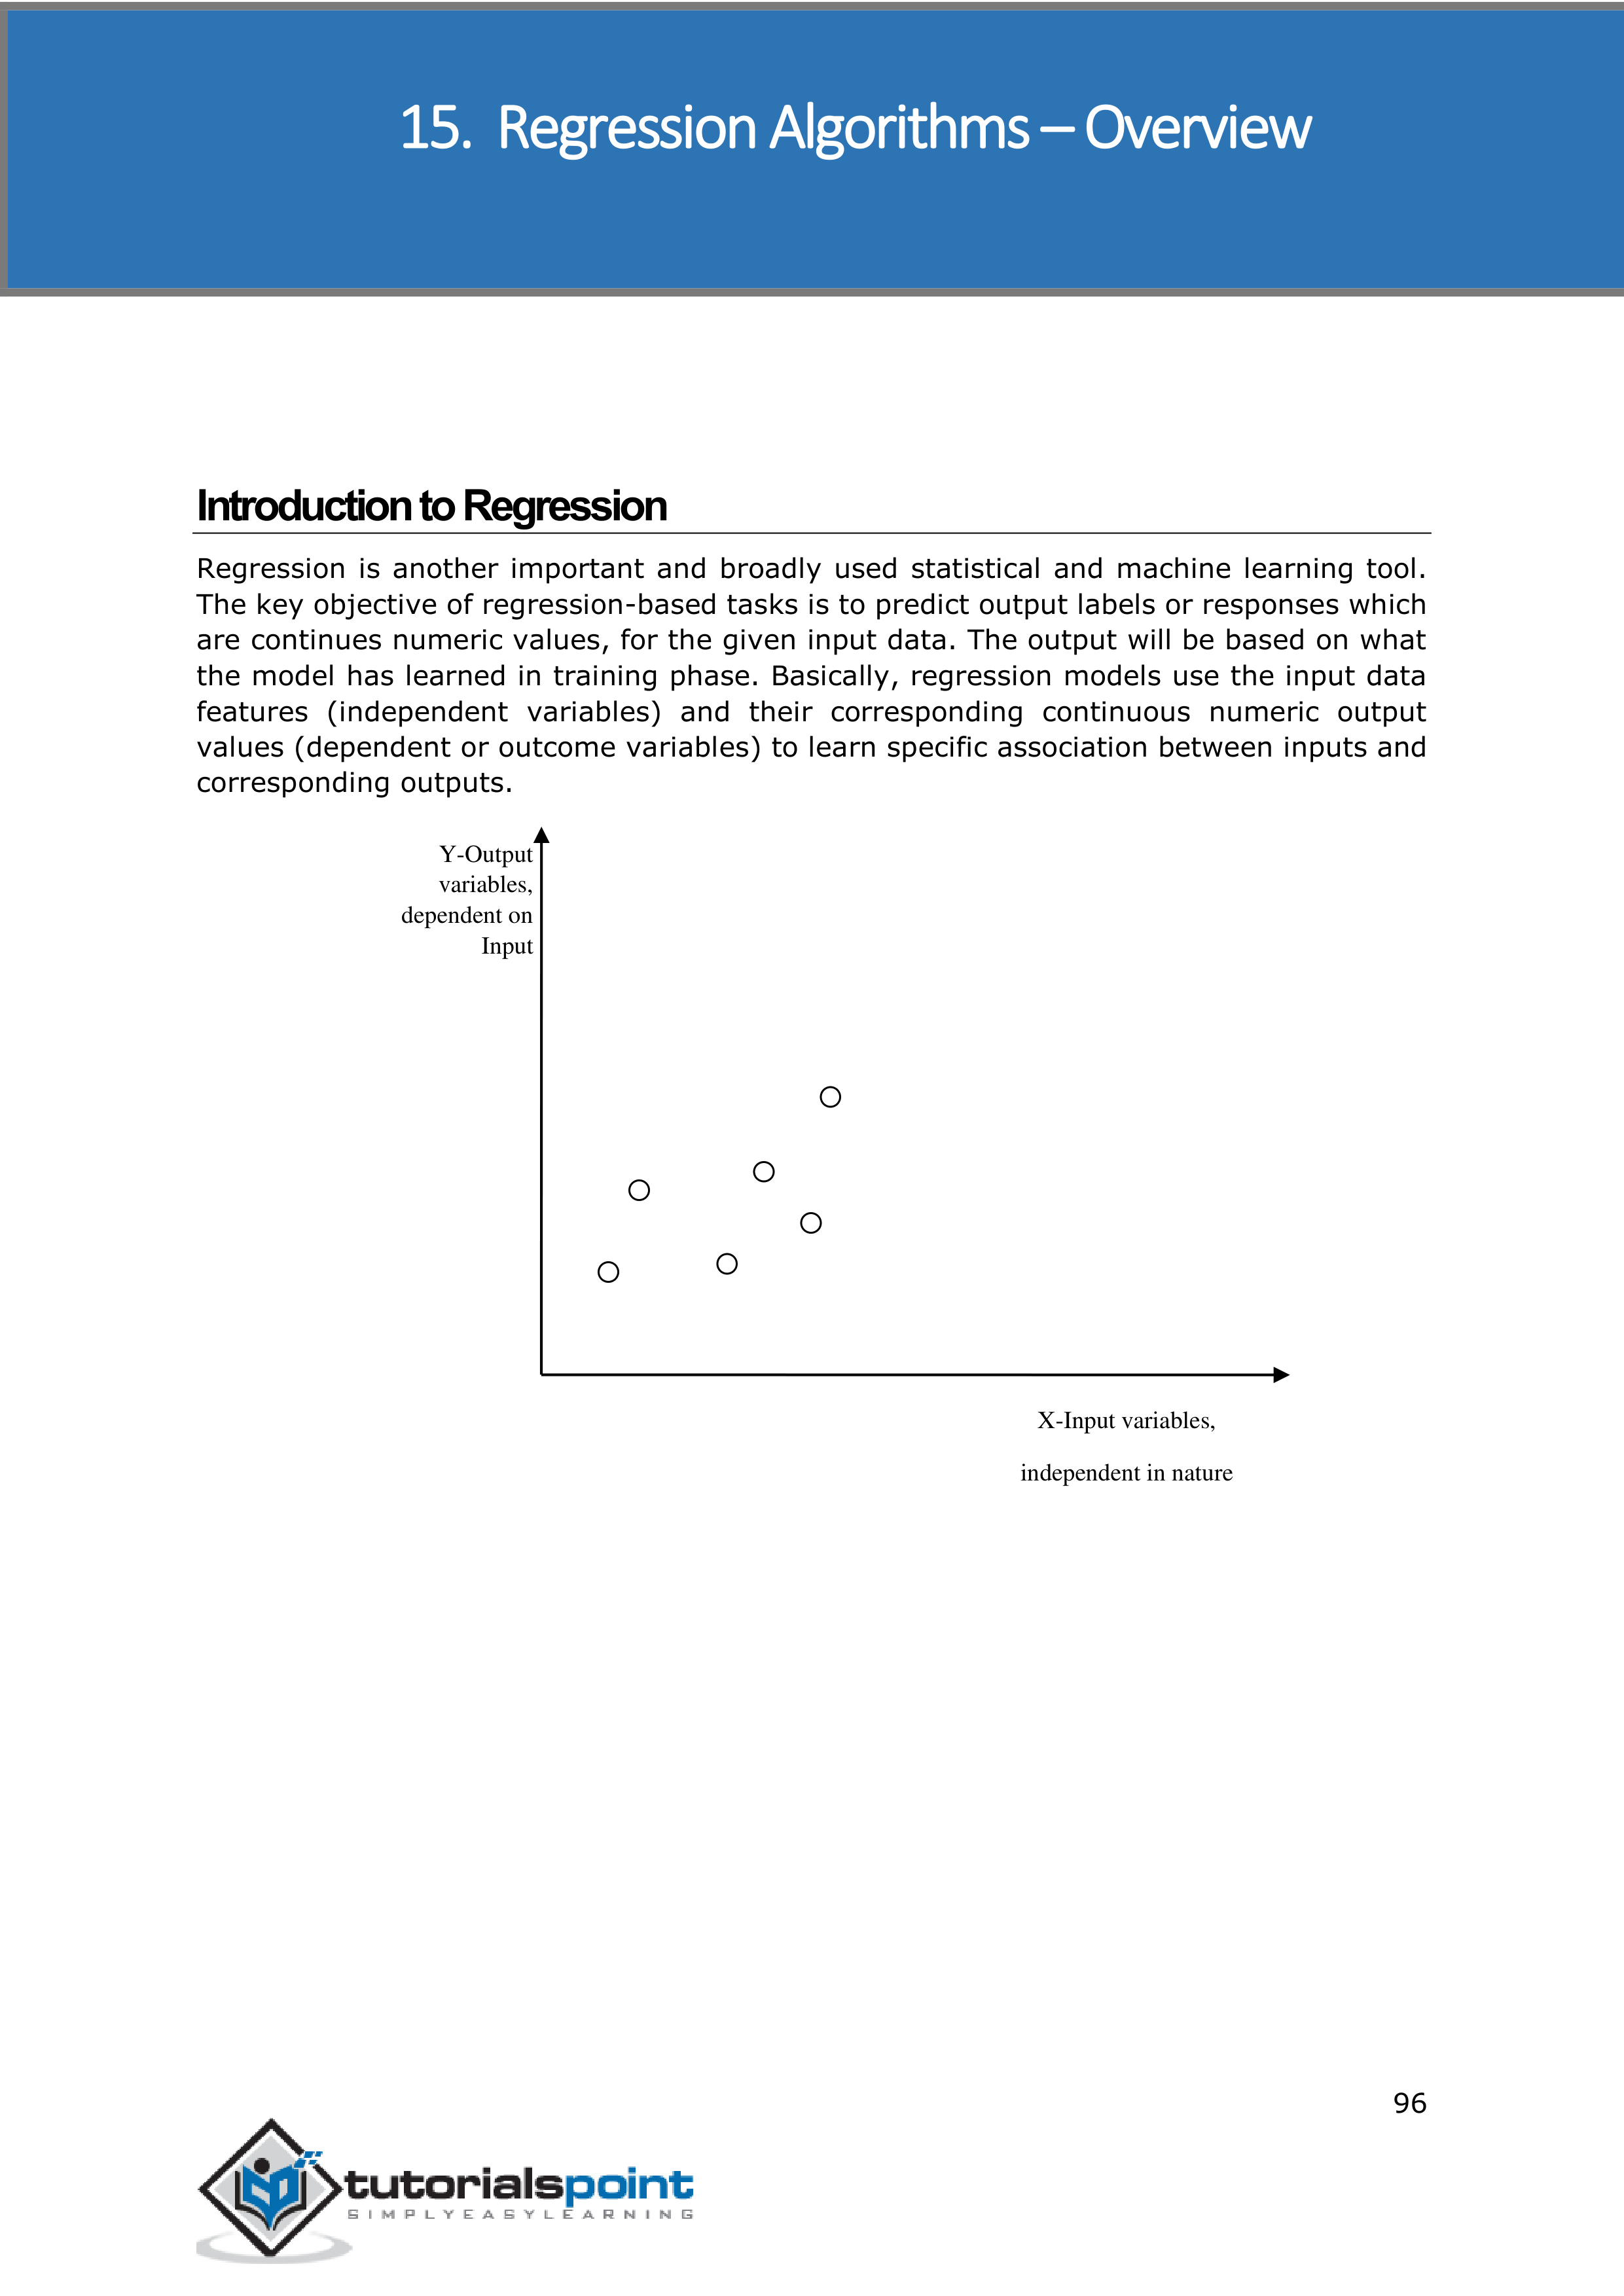 15. Regression Algorithms – Overview
Introduction to Regression
Regression is another important and broadly used statistical and machine learning tool.
The key objective of regression-based tasks is to predict output labels or responses which
are continues numeric values, for the given input data. The output will be based on what
the model has learned in training phase. Basically, regression models use the input data
features (independent variables) and their corresponding continuous numeric output
values (dependent or outcome variables) to learn specific association between inputs and
corresponding outputs.
Y-Output
variables,
dependent on
Input
X-Input variables,
independent in nature
96
tutorialspoint
SIMPLYEASYLEARNING